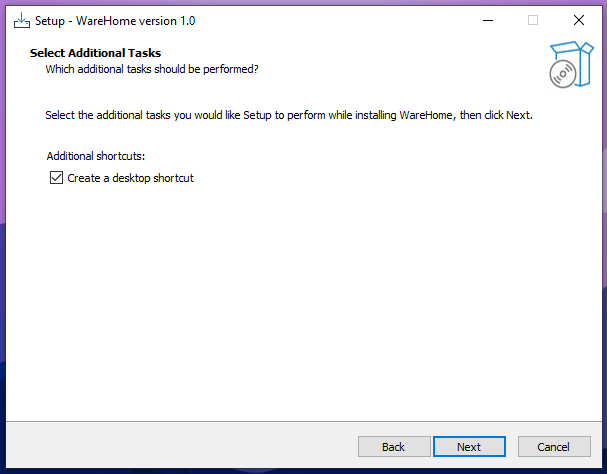 Setup - WareHome version 1.0
Select Additional Tasks
Which additional tasks should be performed?
Select the additional tasks you would like Setup to perform while installing WareHome, then click Next.
Additional shortcuts:
Create a desktop shortcut
Back Next Cancel